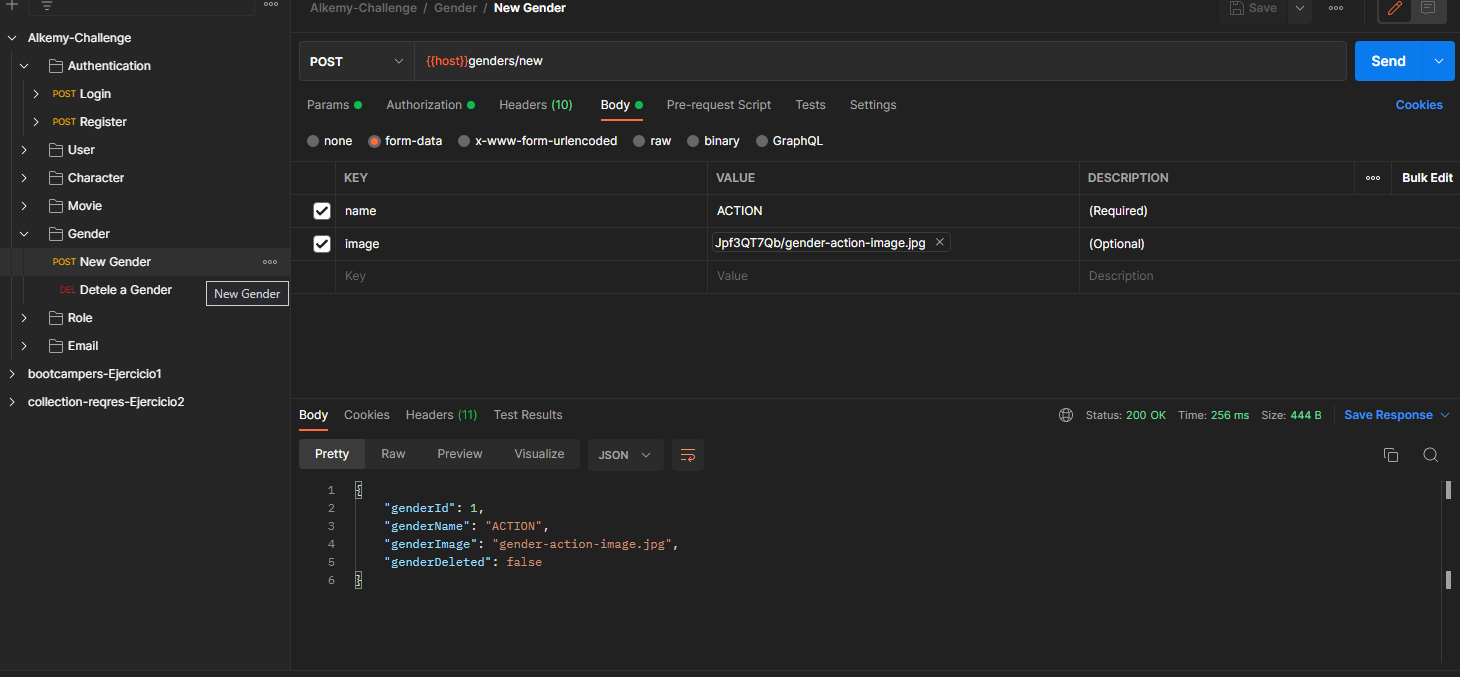 Alkemy-Challenge / Gender / New Gender
Save
Alkemy-Challenge
Authentication
POST Login
POST Register
User
Character
Movie
Gender
POST New Gender
DEL Detele a Gender
New Gender
Role
Email
bootcampers-Ejercicio1
collection-reqres-Ejercicio2
POST
{{host}}genders/new
Send
Params
Authorization
Headers (10)
Body
Pre-request Script
Tests
Settings
Cookies
none
form-data
x-www-form-urlencoded
raw
binary
GraphQL
KEY VALUE DESCRIPTION
Bulk Edit
name ACTION (Required)
image Jpf3QT7Qb/gender-action-image.jpg (Optional)
Key Value Description
Body Cookies Headers (11) Test Results
Status: 200 OK Time: 256 ms Size: 444 B
Save Response
Pretty Raw Preview Visualize JSON
1 {
2 "genderId": 1,
3 "genderName": "ACTION",
4 "genderImage": "gender-action-image.jpg",
5 "genderDeleted": false
6 }